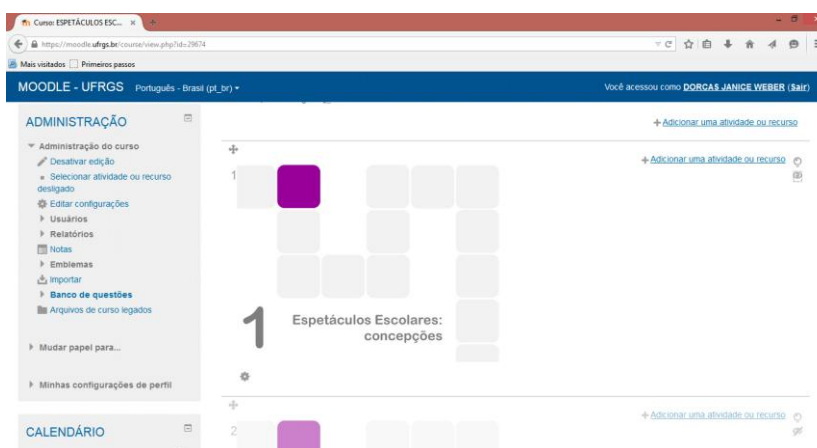 Curso: ESPETÁCULOS ESC...
https://moodle.ufrgs.br/course/view.php?id=29674
Mais visitados Primeiros passos
MOODLE - UFRGS Português - Brasil (pt_br)
Você acessou como DORCAS JANICE WEBER (Sair)
ADMINISTRAÇÃO
Administração do curso
Desativar edição
Selecionar atividade ou recurso
desligado
Editar configurações
Usuários
Relatórios
Notas
Emblemas
Importar
Banco de questões
Arquivos de curso legados
Mudar papel para...
Minhas configurações de perfil
CALENDÁRIO
Adicionar uma atividade ou recurso
Adicionar uma atividade ou recurso
1
1 Espetáculos Escolares:
concepções
Adicionar uma atividade ou recurso
2